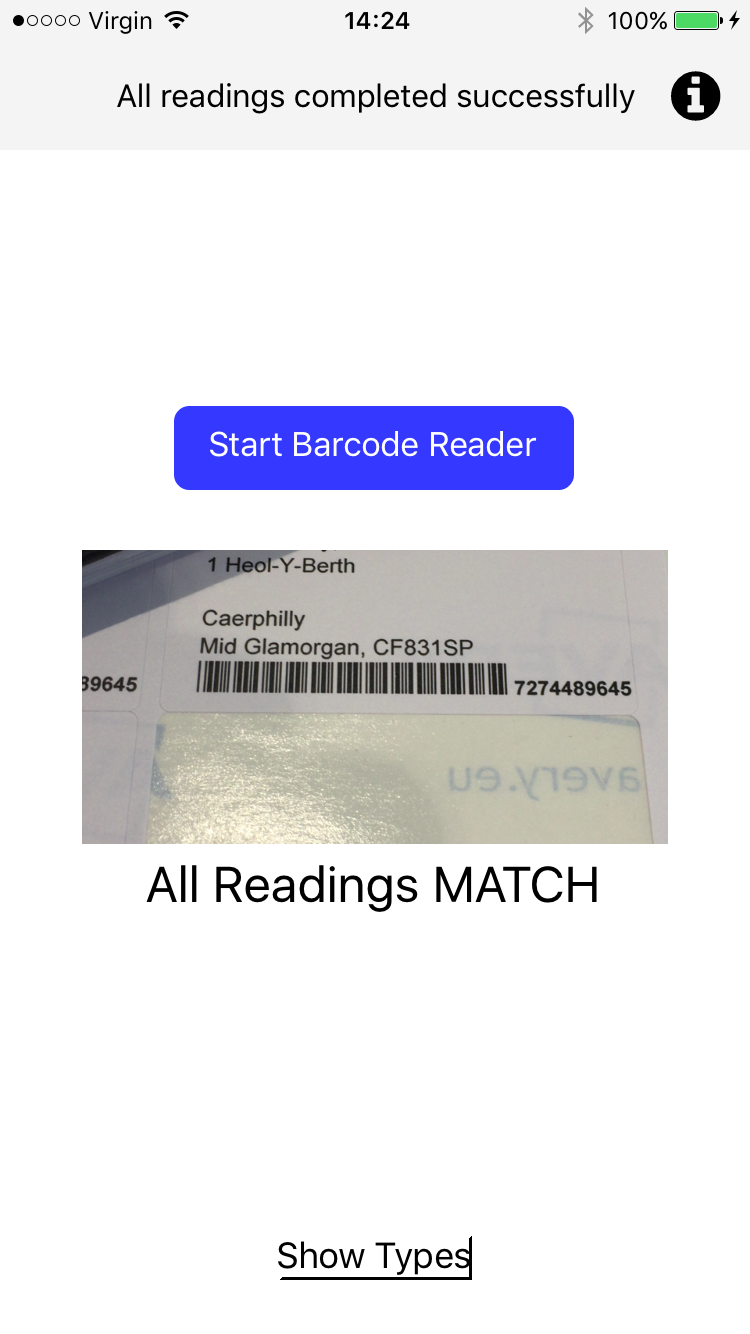 Virgin 14:24 100%
All readings completed successfully
Start Barcode Reader
1 Heol-Y-Berth
Caerphilly
Mid Glamorgan, CF831SP
39645 7274489645
avery.eu
All Readings MATCH
Show Types